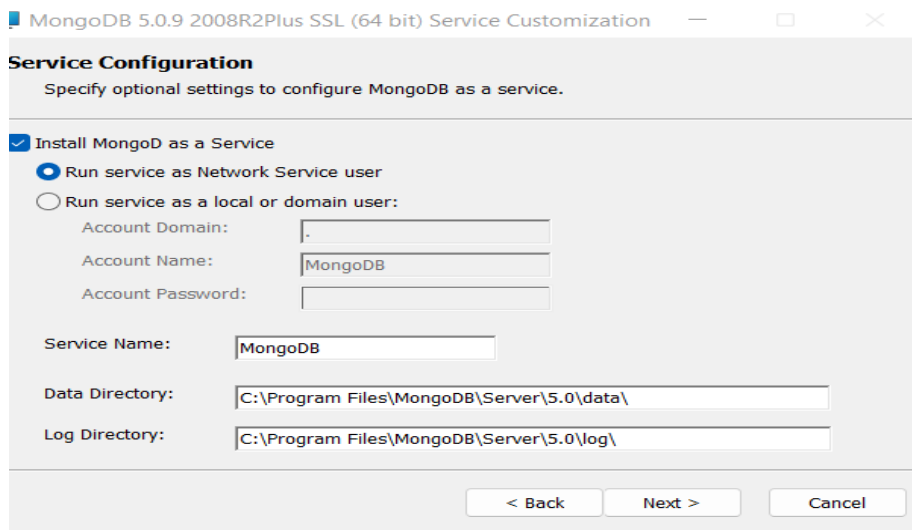 MongoDB 5.0.9 2008R2Plus SSL (64 bit) Service Customization
Service Configuration
Specify optional settings to configure MongoDB as a service.
Install MongoD as a Service
Run service as Network Service user
Run service as a local or domain user:
Account Domain: .
Account Name: MongoDB
Account Password:
Service Name: MongoDB
Data Directory: C:\Program Files\MongoDB\Server\5.0\data\
Log Directory: C:\Program Files\MongoDB\Server\5.0\log\
< Back Next > Cancel